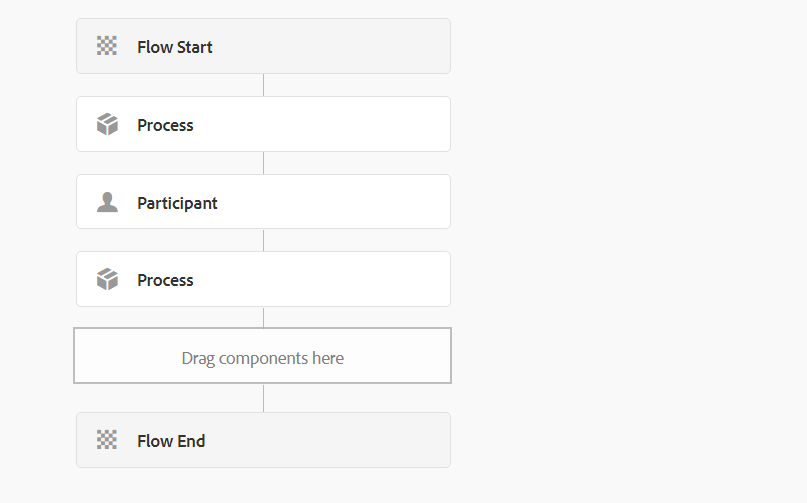 Flow Start
Process
Participant
Process
Drag components here
Flow End